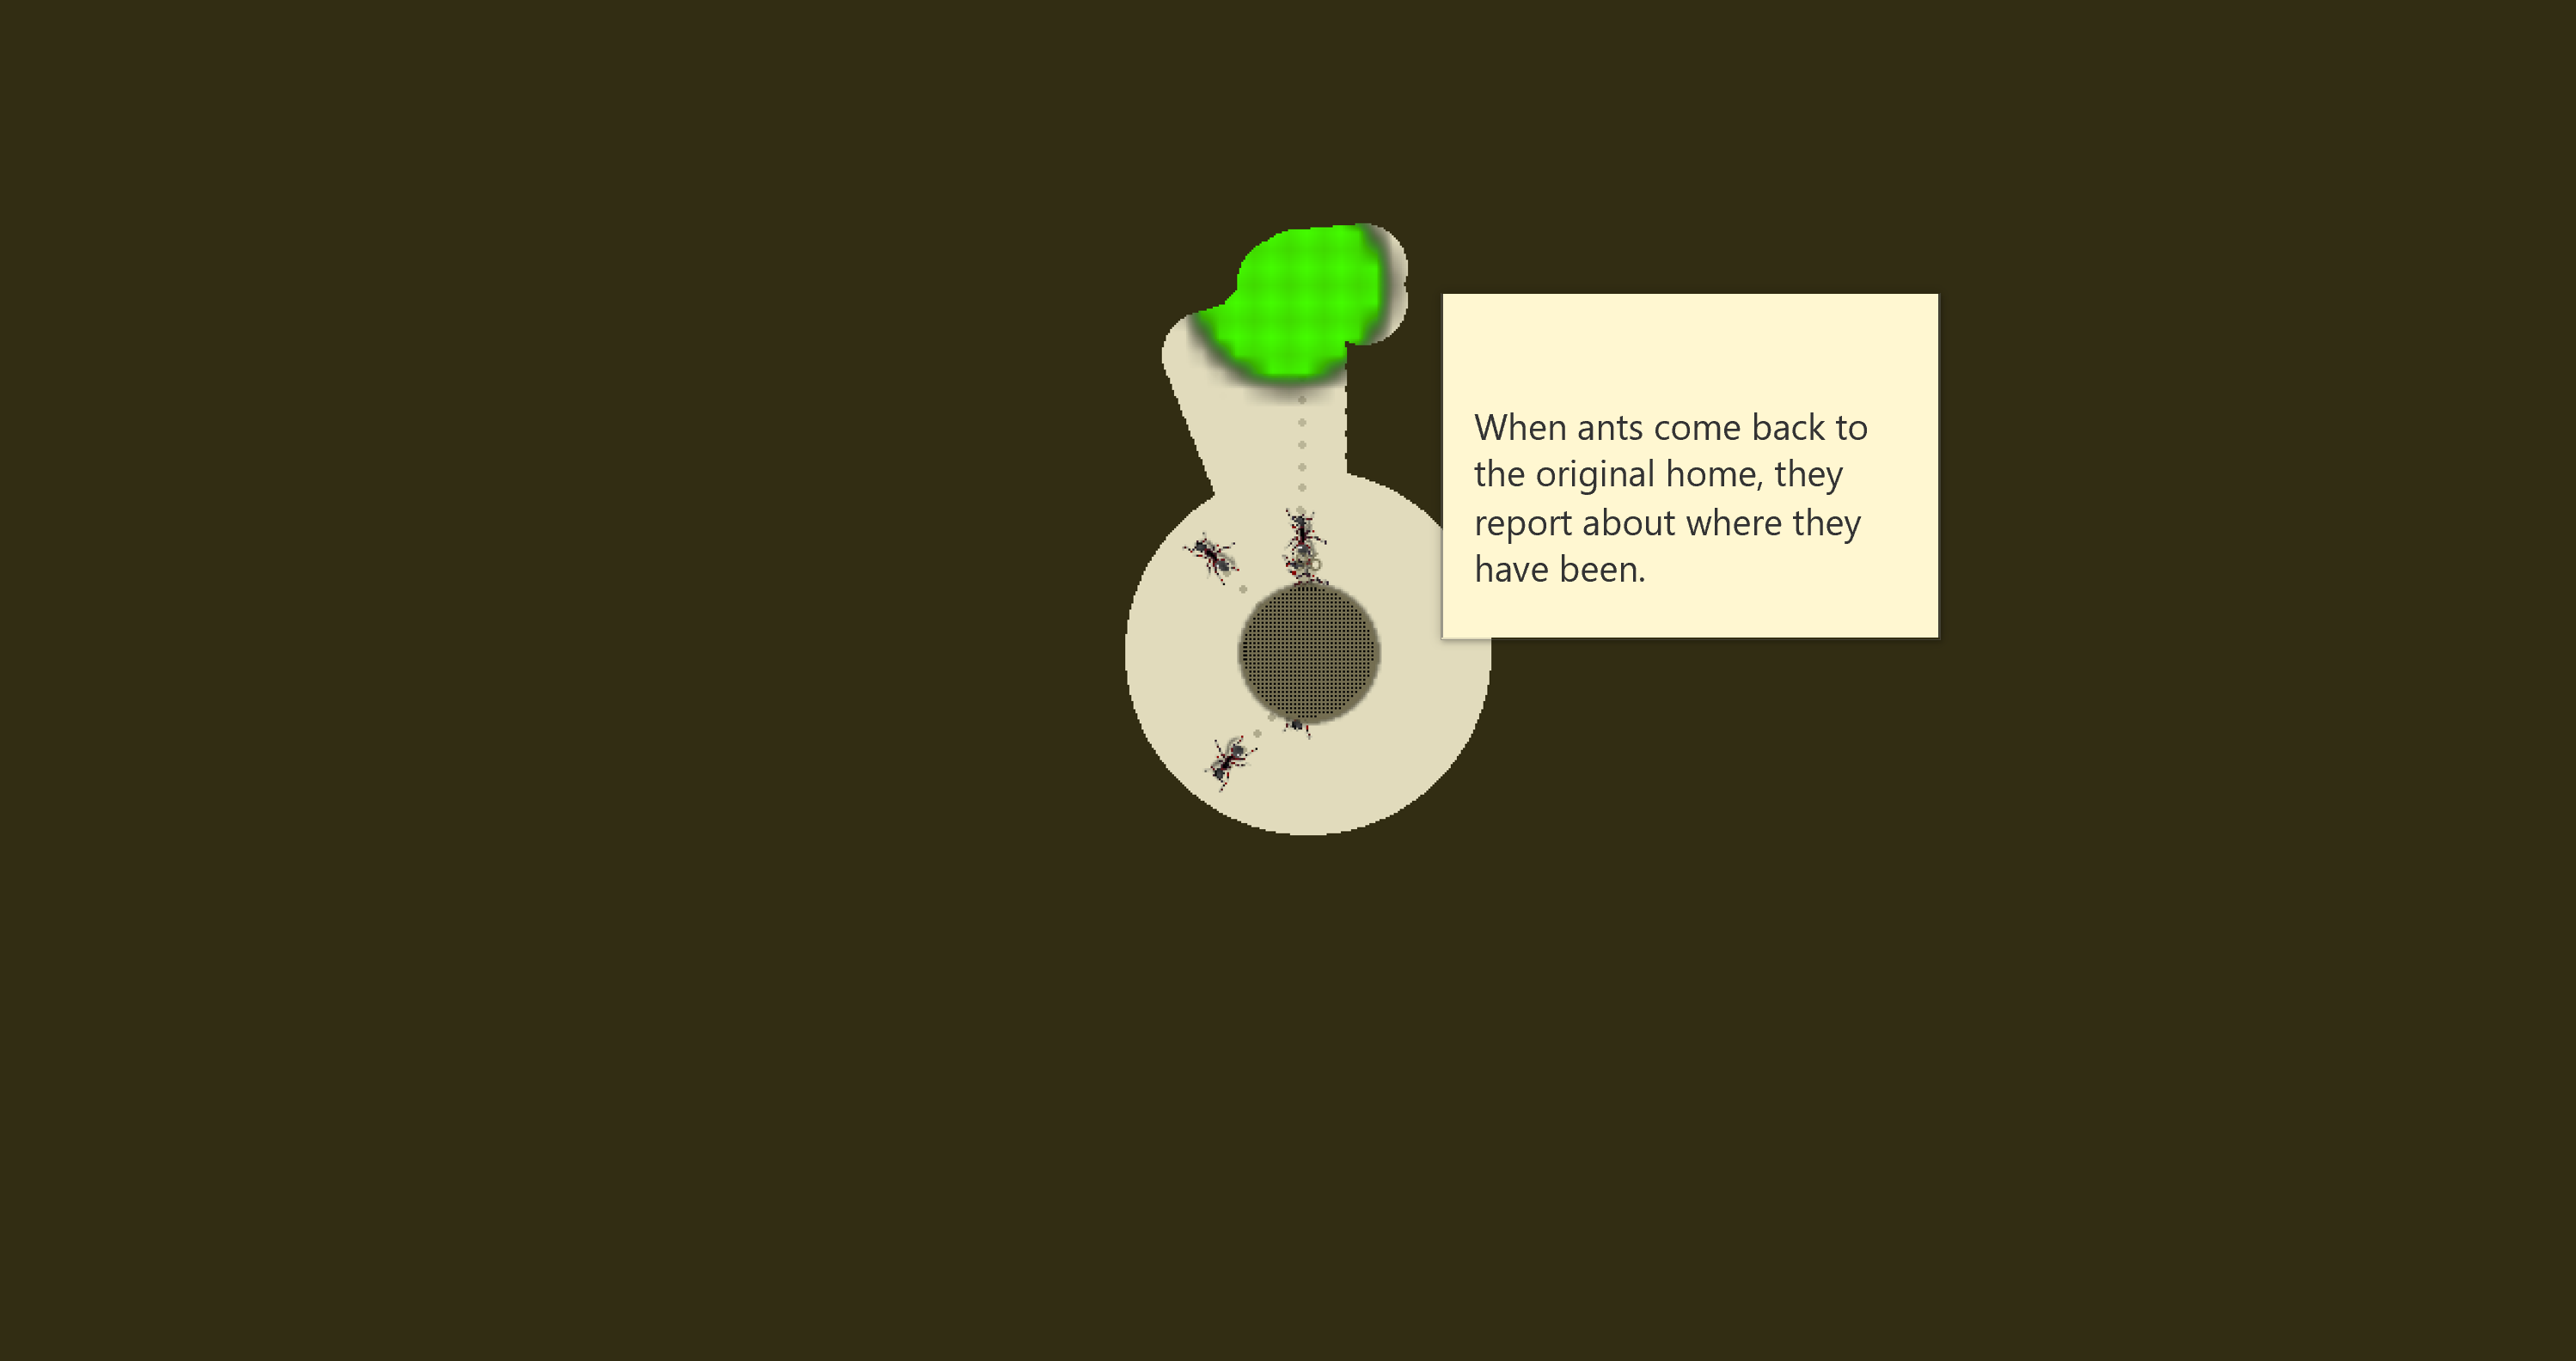 When ants come back to
the original home, they
report about where they
have been.